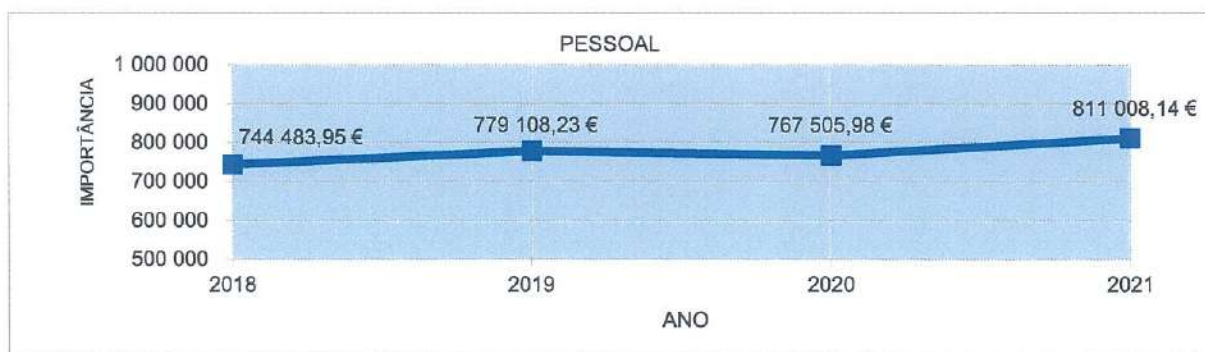 PESSOAL
IMPORTÂNCIA
1 000 000
900 000
800 000
700 000
600 000
500 000
744 483,95 €
779 108,23 €
767 505,98 €
811 008,14 €
2018
2019
2020
2021
ANO